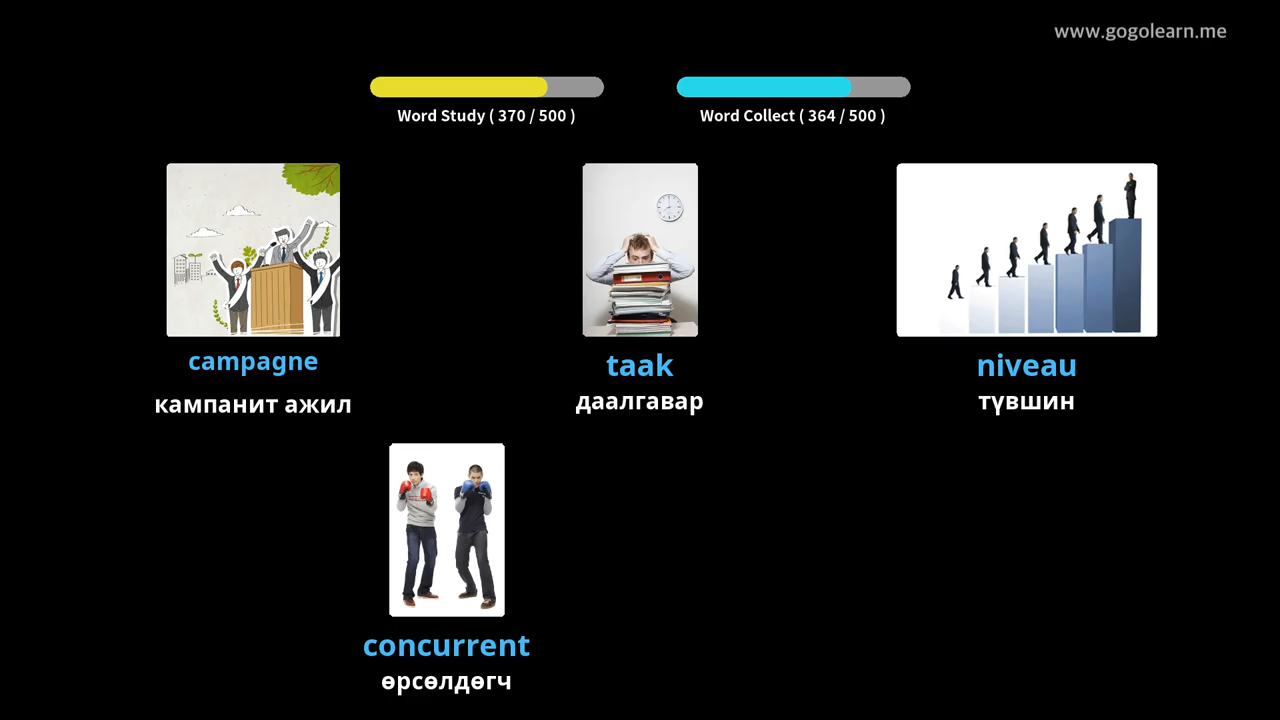 www.gogolearn.me
Word Study ( 370 / 500 )
Word Collect ( 364 / 500 )
campagne
кампанит ажил
taak
даалгавар
niveau
түвшин
concurrent
өрсөлдөгч